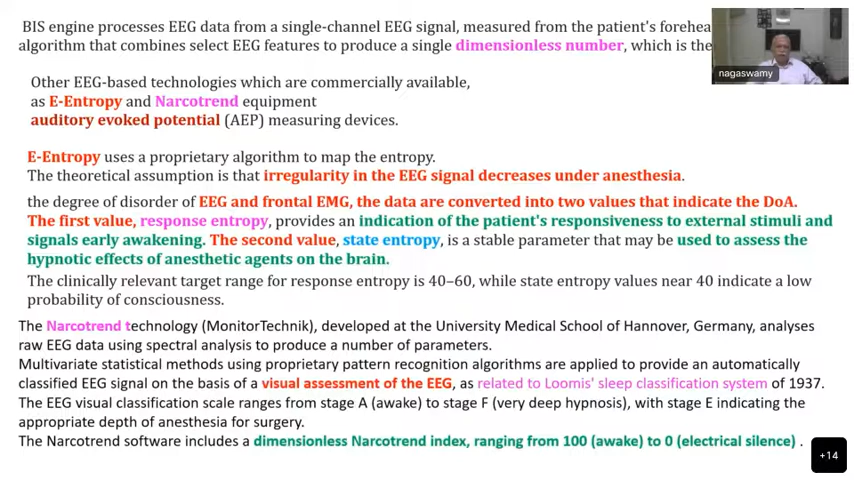 BIS engine processes EEG data from a single-channel EEG signal, measured from the patient's forehea
algorithm that combines select EEG features to produce a single dimensionless number, which is the
nagaswamy
Other EEG-based technologies which are commercially available,
as E-Entropy and Narcotrend equipment
auditory evoked potential (AEP) measuring devices.
E-Entropy uses a proprietary algorithm to map the entropy.
The theoretical assumption is that irregularity in the EEG signal decreases under anesthesia.
the degree of disorder of EEG and frontal EMG, the data are converted into two values that indicate the DoA.
The first value, response entropy, provides an indication of the patient's responsiveness to external stimuli and
signals early awakening. The second value, state entropy, is a stable parameter that may be used to assess the
hypnotic effects of anesthetic agents on the brain.
The clinically relevant target range for response entropy is 40–60, while state entropy values near 40 indicate a low
probability of consciousness.
The Narcotrend technology (MonitorTechnik), developed at the University Medical School of Hannover, Germany, analyses
raw EEG data using spectral analysis to produce a number of parameters.
Multivariate statistical methods using proprietary pattern recognition algorithms are applied to provide an automatically
classified EEG signal on the basis of a visual assessment of the EEG, as related to Loomis' sleep classification system of 1937.
The EEG visual classification scale ranges from stage A (awake) to stage F (very deep hypnosis), with stage E indicating the
appropriate depth of anesthesia for surgery.
The Narcotrend software includes a dimensionless Narcotrend index, ranging from 100 (awake) to 0 (electrical silence) .
+14